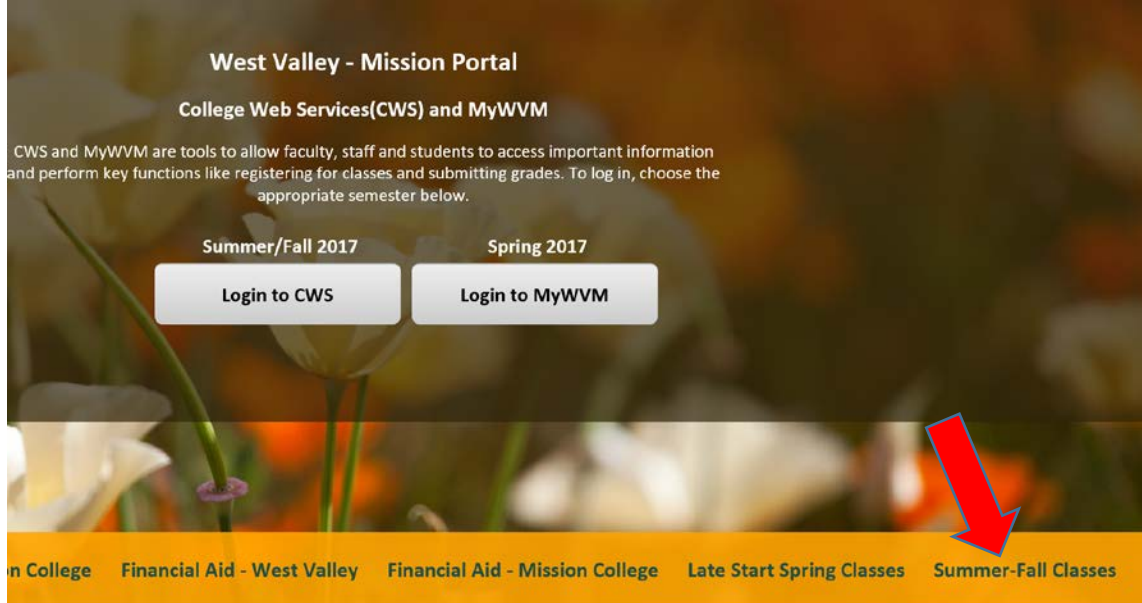 West Valley - Mission Portal
College Web Services(CWS) and MyWVM
CWS and MyWVM are tools to allow faculty, staff and students to access important information
and perform key functions like registering for classes and submitting grades. To log in, choose the
appropriate semester below.
Summer/Fall 2017 Spring 2017
Login to CWS Login to MyWVM
n College Financial Aid - West Valley Financial Aid - Mission College Late Start Spring Classes Summer-Fall Classes